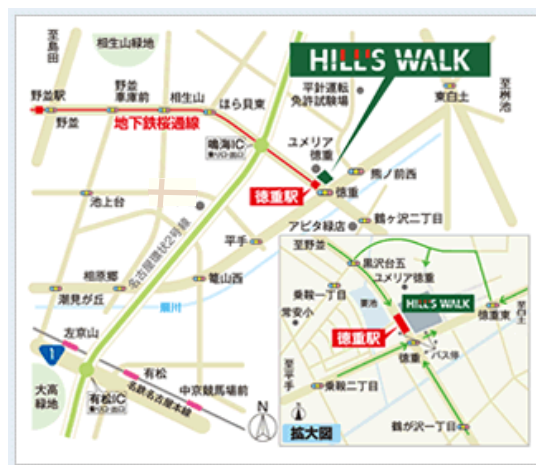 至島田
相生山緑地
HILL'S WALK
平針運転
免許試験場
至桝池
東白土
野並駅
野並
車庫前
相生山
ほら貝東
野並
地下鉄桜通線
鳴海IC
ユメリア
徳重
熊ノ前西
徳重駅
徳重
池上台
名古屋環状2号線
アピタ緑店
鶴ヶ沢二丁目
平手
相原郷
篭山西
潮見が丘
扇川
左京山
1
有松
中京競馬場前
名鉄名古屋本線
大高
緑地
有松IC
N
至野並
黒沢台五
ユメリア徳重
乗鞍一丁目
HILL'S WALK
常安小
徳重東
至白土
徳重駅
徳重
バス停
至平手
乗鞍二丁目
鶴が沢一丁目
拡大図